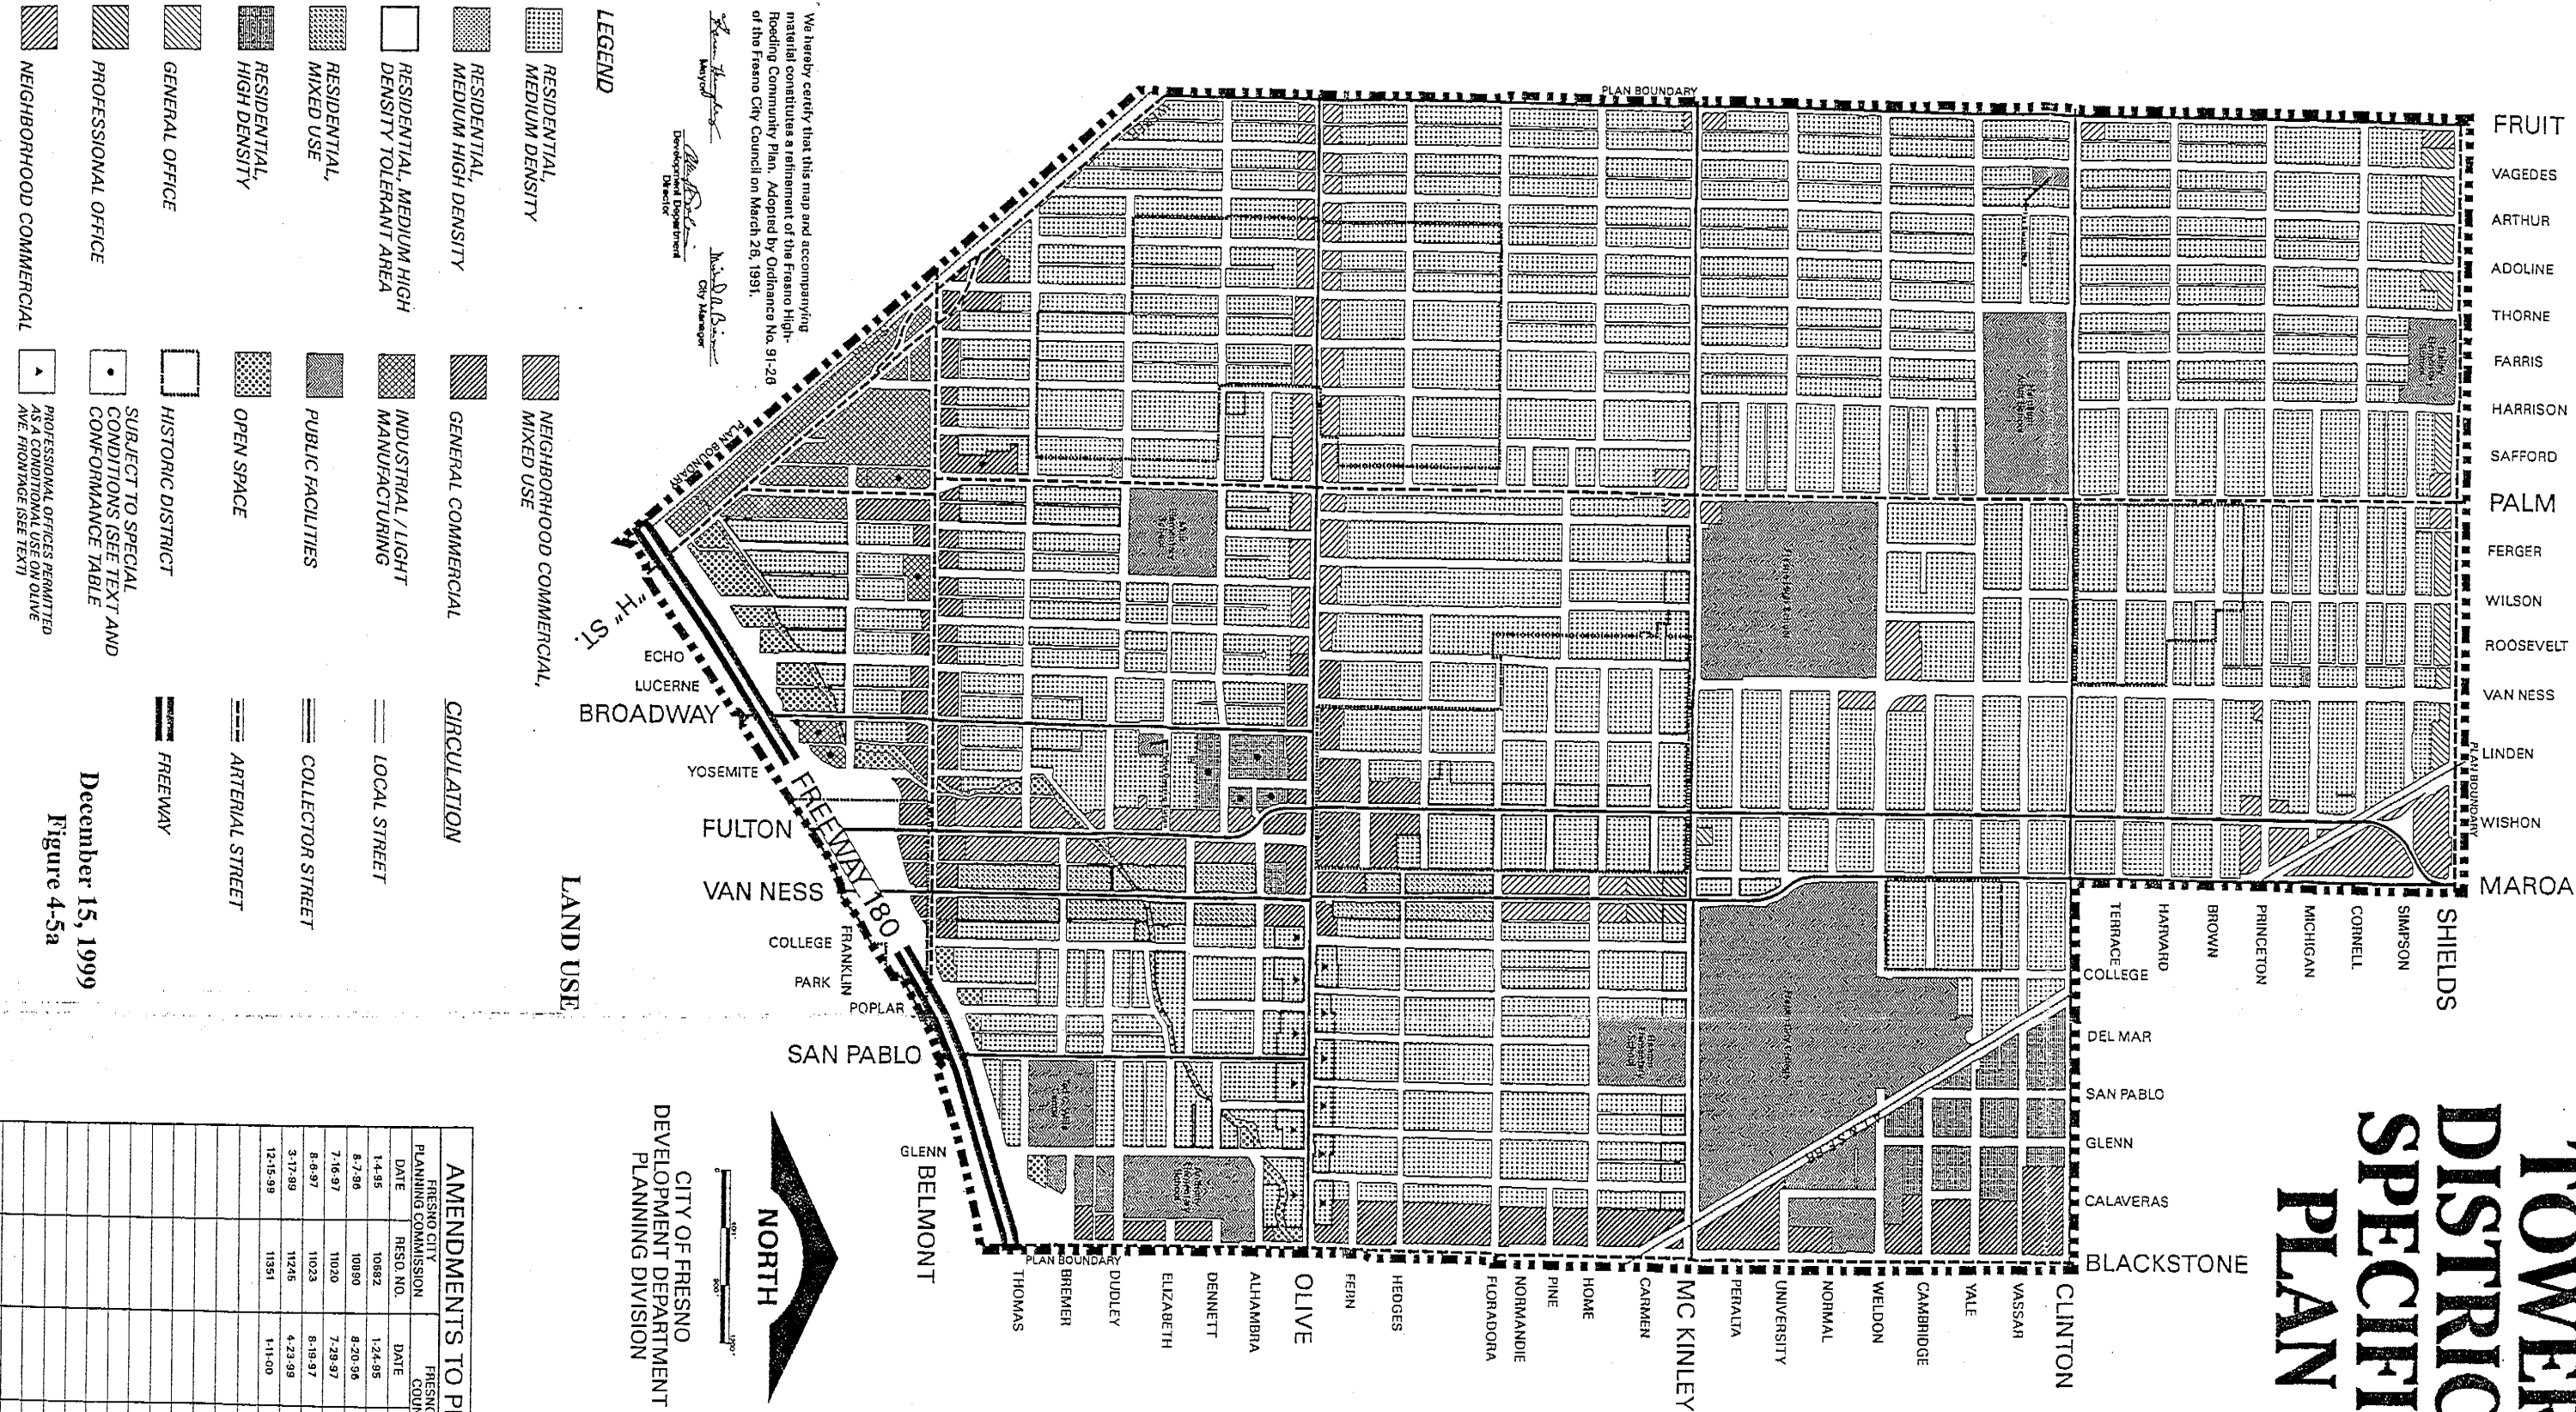 TOWER
DISTRIC
SPECIFI
PLAN
FRUIT
VAGEDES
ARTHUR
ADOLINE
THORNE
FARRIS
HARRISON
SAFFORD
PALM
FERGER
WILSON
ROOSEVELT
VAN NESS
LINDEN
WISHON
MAROA
PLAN BOUNDARY
PLAN BOUNDARY
SHIELDS
SIMPSON
CORNELL
MICHIGAN
PRINCETON
BROWN
HARVARD
TERRACE
COLLEGE
DEL MAR
SAN PABLO
GLENN
CALAVERAS
BLACKSTONE
CLINTON
VASSAR
YALE
CAMBRIDGE
WELDON
NORMAL
UNIVERSITY
PERALTA
MC KINLEY
CARMEN
HOME
PINE
NORMANDIE
FLORADORA
HEDGES
FERN
OLIVE
ALHAMBRA
DENNETT
ELIZABETH
DUDLEY
BREMER
THOMAS
PLAN BOUNDARY
BELMONT
GLENN
SAN PABLO
POPLAR
PARK
FRANKLIN
COLLEGE
VAN NESS
FREEWAY 180
FULTON
YOSEMITE
BROADWAY
LUCERNE
ECHO
"H" ST.
PLAN BOUNDARY
We hereby certify that this map and accompanying
material constitutes a refinement of the Fresno High-
Roeding Community Plan. Adopted by Ordinance No. 91-26
of the Fresno City Council on March 26, 1991.
Mayor
Development Department
Director
City Manager
LAND USE
LEGEND
RESIDENTIAL,
MEDIUM DENSITY
RESIDENTIAL,
MEDIUM HIGH DENSITY
RESIDENTIAL, MEDIUM HIGH
DENSITY TOLERANT AREA
RESIDENTIAL,
MIXED USE
RESIDENTIAL,
HIGH DENSITY
GENERAL OFFICE
PROFESSIONAL OFFICE
NEIGHBORHOOD COMMERCIAL
NEIGHBORHOOD COMMERCIAL,
MIXED USE
GENERAL COMMERCIAL
INDUSTRIAL / LIGHT
MANUFACTURING
PUBLIC FACILITIES
OPEN SPACE
HISTORIC DISTRICT
SUBJECT TO SPECIAL
CONDITIONS (SEE TEXT AND
CONFORMANCE TABLE
PROFESSIONAL OFFICES PERMITTED
AS A CONDITIONAL USE ON OLIVE
AVE. FRONTAGE (SEE TEXT)
CIRCULATION
LOCAL STREET
COLLECTOR STREET
ARTERIAL STREET
FREEWAY
December 15, 1999
Figure 4-5a
NORTH
CITY OF FRESNO
DEVELOPMENT DEPARTMENT
PLANNING DIVISION
AMENDMENTS TO PL
FRESNO CITY
PLANNING COMMISSION
FRESNO
COUN
DATE RESO. NO. DATE
1-4-95 10682 1-24-95
8-7-96 10890 8-20-96
7-16-97 11020 7-29-97
8-6-97 11023 8-19-97
3-17-99 11245 4-23-99
12-15-99 11351 1-11-00